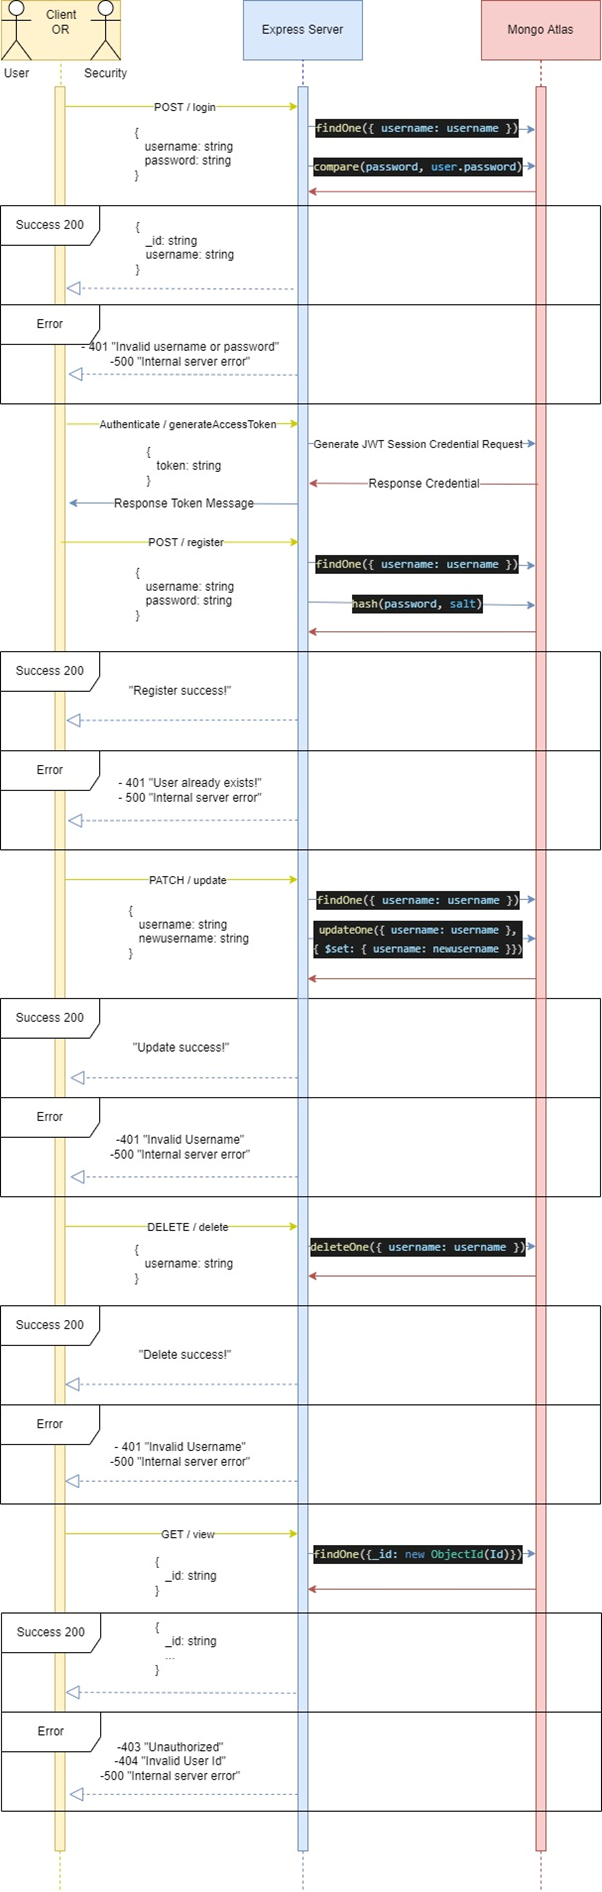 Client
OR
Express Server
Mongo Atlas
User
Security
POST / login
findOne({ username: username })
{
username: string
password: string
}
compare(password, user.password)
Success 200
{
_id: string
username: string
}
Error
- 401 "Invalid username or password"
-500 "Internal server error"
Authenticate / generateAccessToken
Generate JWT Session Credential Request
{
token: string
}
Response Credential
Response Token Message
POST / register
findOne({ username: username })
{
username: string
password: string
}
hash(password, salt)
Success 200
"Register success!"
Error
- 401 "User already exists!"
- 500 "Internal server error"
PATCH / update
findOne({ username: username })
{
username: string
newusername: string
}
updateOne({ username: username },
{ $set: { username: newusername }})
Success 200
"Update success!"
Error
-401 "Invalid Username"
-500 "Internal server error"
DELETE / delete
deleteOne({ username: username })
{
username: string
}
Success 200
"Delete success!"
Error
- 401 "Invalid Username"
-500 "Internal server error"
GET / view
findOne({_id: new ObjectId(Id)})
{
_id: string
}
Success 200
{
_id: string
...
}
Error
-403 "Unauthorized"
-404 "Invalid User Id"
-500 "Internal server error"